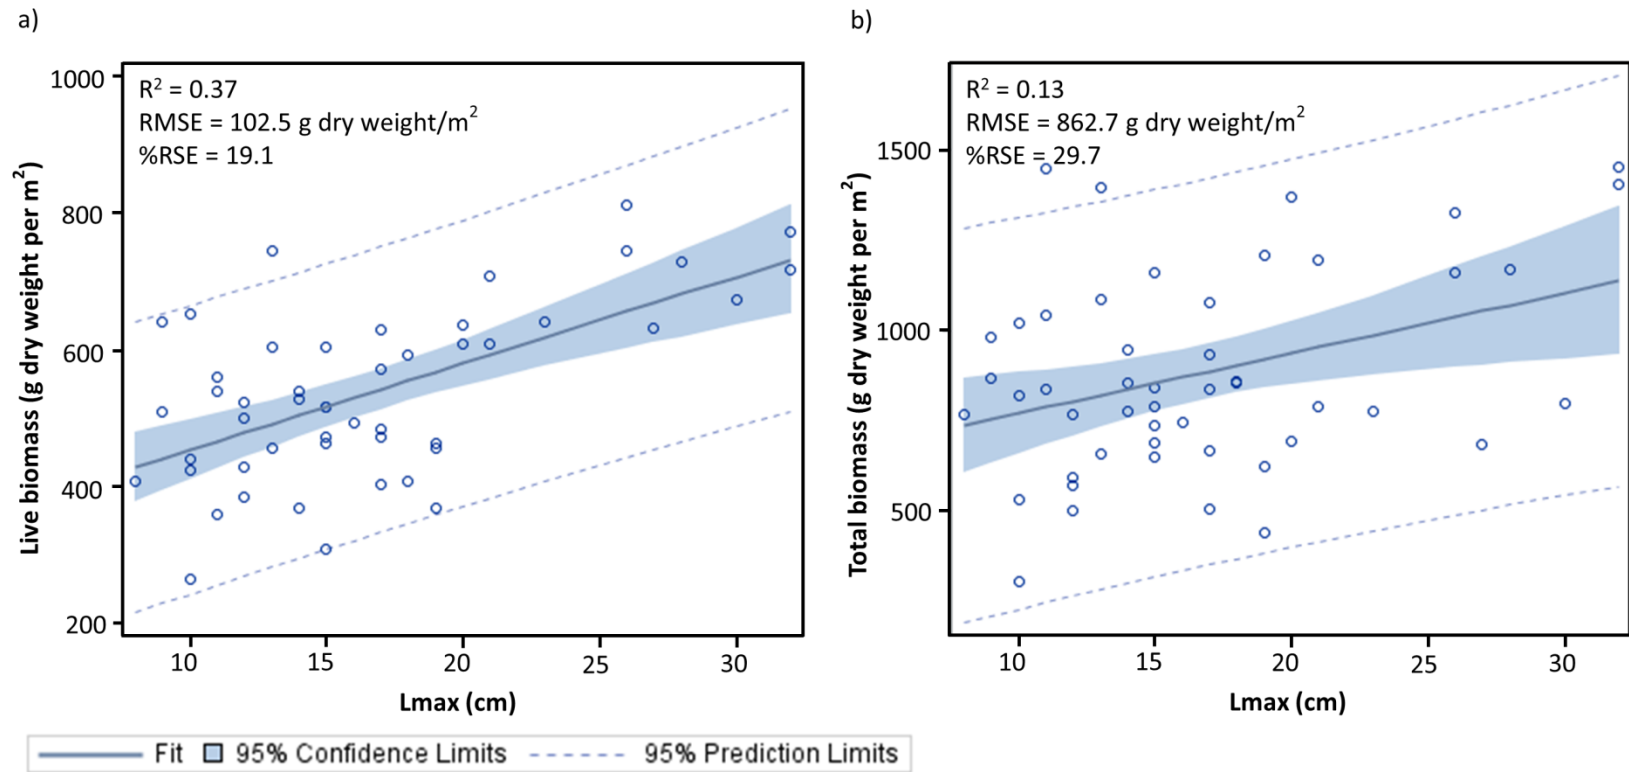 a)
R² = 0.37
RMSE = 102.5 g dry weight/m²
%RSE = 19.1
Live biomass (g dry weight per m²)
1000
800
600
400
200
10 15 20 25 30
Lmax (cm)
b)
R² = 0.13
RMSE = 862.7 g dry weight/m²
%RSE = 29.7
Total biomass (g dry weight per m²)
1500
1000
500
10 15 20 25 30
Lmax (cm)
Fit 95% Confidence Limits 95% Prediction Limits